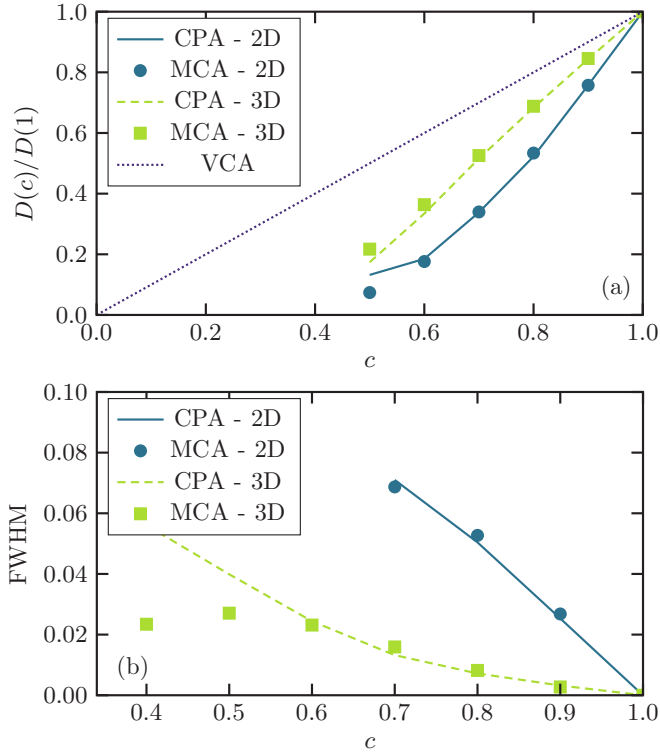 1.0
0.8
0.6
0.4
0.2
0.0
D(c)/D(1)
CPA - 2D
MCA - 2D
CPA - 3D
MCA - 3D
VCA
(a)
0.0 0.2 0.4 0.6 0.8 1.0
c
0.10
0.08
0.06
0.04
0.02
0.00
FWHM
CPA - 2D
MCA - 2D
CPA - 3D
MCA - 3D
(b)
0.4 0.5 0.6 0.7 0.8 0.9 1.0
c